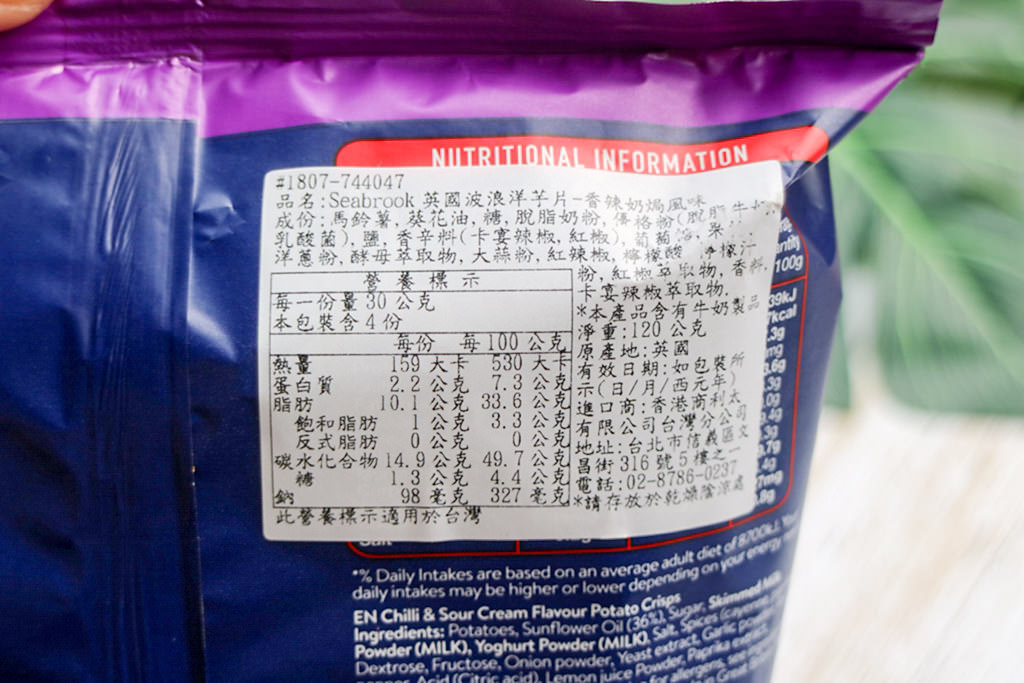 NUTRITIONAL INFORMATION
#1807-744047
品名:Seabrook 英國波浪洋芋片-香辣奶焗風味
成份:馬鈴薯, 葵花油, 糖, 脫脂奶粉, 優格粉(脫脂牛
乳酸菌), 鹽, 香辛料(卡宴辣椒, 紅椒), 葡萄
洋蔥粉, 酵母萃取物, 大蒜粉, 紅辣椒, 檸檬酸 檬汁
粉, 紅椒萃取物, 香料,
卡宴辣椒萃取物.
*本產品含有牛奶製品
淨重:120 公克
原產地:英國
有效日期:如包裝所
示(日/月/西元年)
進口商:香港商利太
有限公司台灣分公司
地址:台北市信義區文
昌街 316 號 5 樓之一
電話:02-8786-0237
*請存放於乾燥陰涼處
營養標示
每一份量 30 公克
本包裝含 4 份
每份 每 100 公克
熱量 159 大卡 530 大卡
蛋白質 2.2 公克 7.3 公克
脂肪 10.1 公克 33.6 公克
飽和脂肪 1 公克 3.3 公克
反式脂肪 0 公克 0 公克
碳水化合物 14.9 公克 49.7 公克
糖 1.3 公克 4.4 公克
鈉 98 毫克 327 毫克
此營養標示適用於台灣
100g
*% Daily Intakes are based on an average adult diet of 8700kJ.
daily intakes may be higher or lower depending on your energy
EN Chilli & Sour Cream Flavour Potato Crisps
Ingredients: Potatoes, Sunflower Oil (36%), Sugar, Skimmed Milk
Powder (MILK), Yoghurt Powder (MILK), Salt, Spices (cayenne
Dextrose, Fructose, Onion powder, Yeast extract, Garlic
Acid (Citric acid), Lemon juice Powder, Paprika extract,
for allergens, see